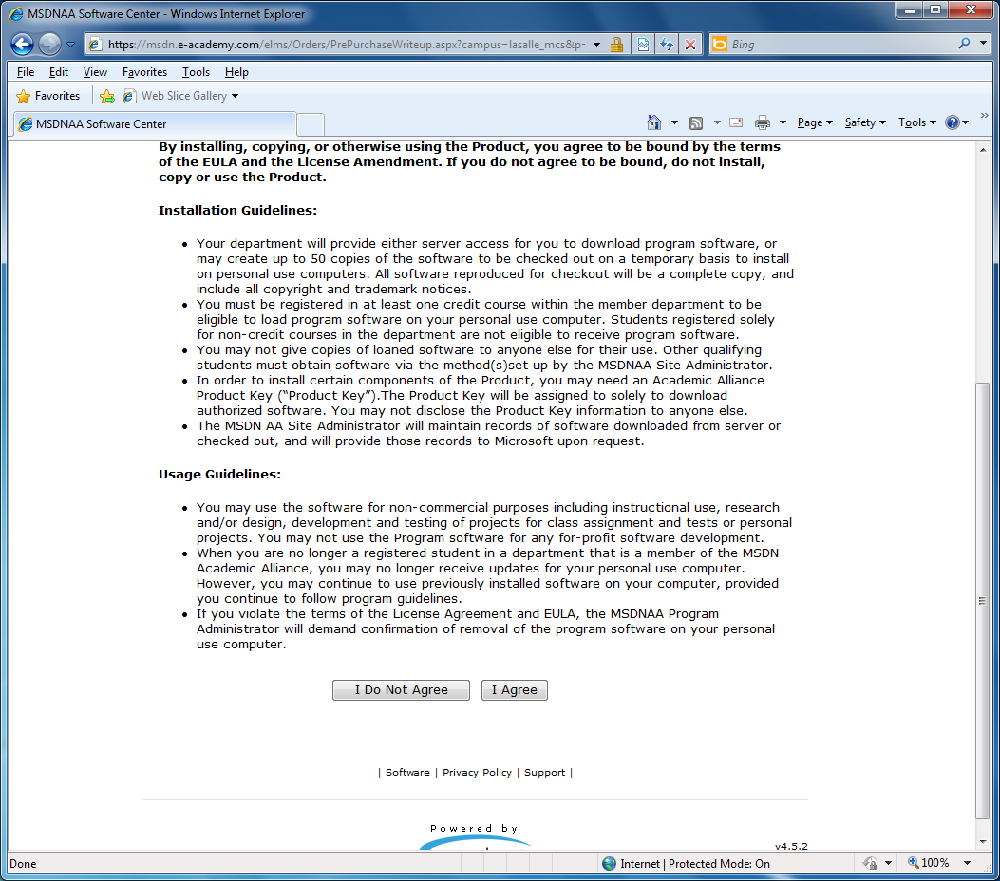 MSDNAA Software Center - Windows Internet Explorer
https://msdn.e-academy.com/elms/Orders/PrePurchaseWriteup.aspx?campus=lasalle_mcs&p= Bing
File Edit View Favorites Tools Help
Favorites Web Slice Gallery
MSDNAA Software Center Page Safety Tools
By installing, copying, or otherwise using the Product, you agree to be bound by the terms
of the EULA and the License Amendment. If you do not agree to be bound, do not install,
copy or use the Product.
Installation Guidelines:
• Your department will provide either server access for you to download program software, or
may create up to 50 copies of the software to be checked out on a temporary basis to install
on personal use computers. All software reproduced for checkout will be a complete copy, and
include all copyright and trademark notices.
• You must be registered in at least one credit course within the member department to be
eligible to load program software on your personal use computer. Students registered solely
for non-credit courses in the department are not eligible to receive program software.
• You may not give copies of loaned software to anyone else for their use. Other qualifying
students must obtain software via the method(s)set up by the MSDNAA Site Administrator.
• In order to install certain components of the Product, you may need an Academic Alliance
Product Key (“Product Key”).The Product Key will be assigned to solely to download
authorized software. You may not disclose the Product Key information to anyone else.
• The MSDN AA Site Administrator will maintain records of software downloaded from server or
checked out, and will provide those records to Microsoft upon request.
Usage Guidelines:
• You may use the software for non-commercial purposes including instructional use, research
and/or design, development and testing of projects for class assignment and tests or personal
projects. You may not use the Program software for any for-profit software development.
• When you are no longer a registered student in a department that is a member of the MSDN
Academic Alliance, you may no longer receive updates for your personal use computer.
However, you may continue to use previously installed software on your computer, provided
you continue to follow program guidelines.
• If you violate the terms of the License Agreement and EULA, the MSDNAA Program
Administrator will demand confirmation of removal of the program software on your personal
use computer.
I Do Not Agree I Agree
| Software | Privacy Policy | Support |
Powered by
v4.5.2
Done Internet | Protected Mode: On 100%